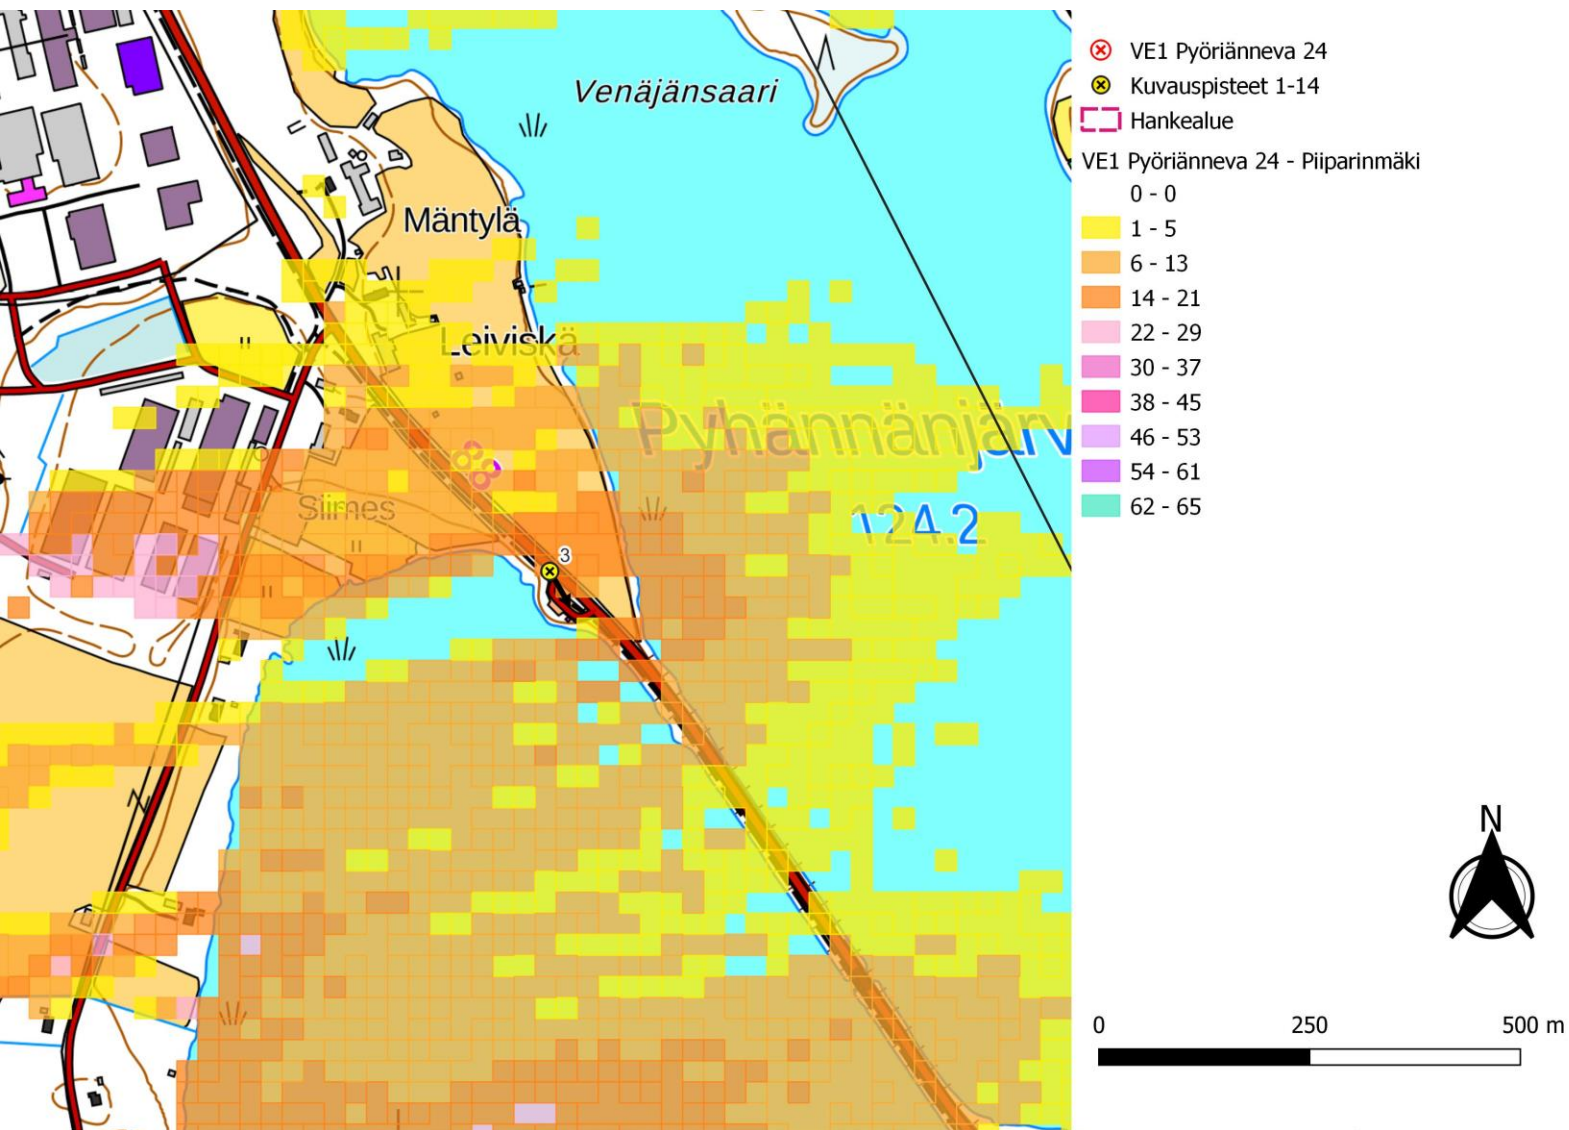 Venäjänsaari
Mäntylä
Leiviskä
Pyhännänjärv
124.2
Siirnes
3
VE1 Pyöriänneva 24
Kuvauspisteet 1-14
Hankealue
VE1 Pyöriänneva 24 - Piiparinmäki
0 - 0
1 - 5
6 - 13
14 - 21
22 - 29
30 - 37
38 - 45
46 - 53
54 - 61
62 - 65
N
0 250 500 m